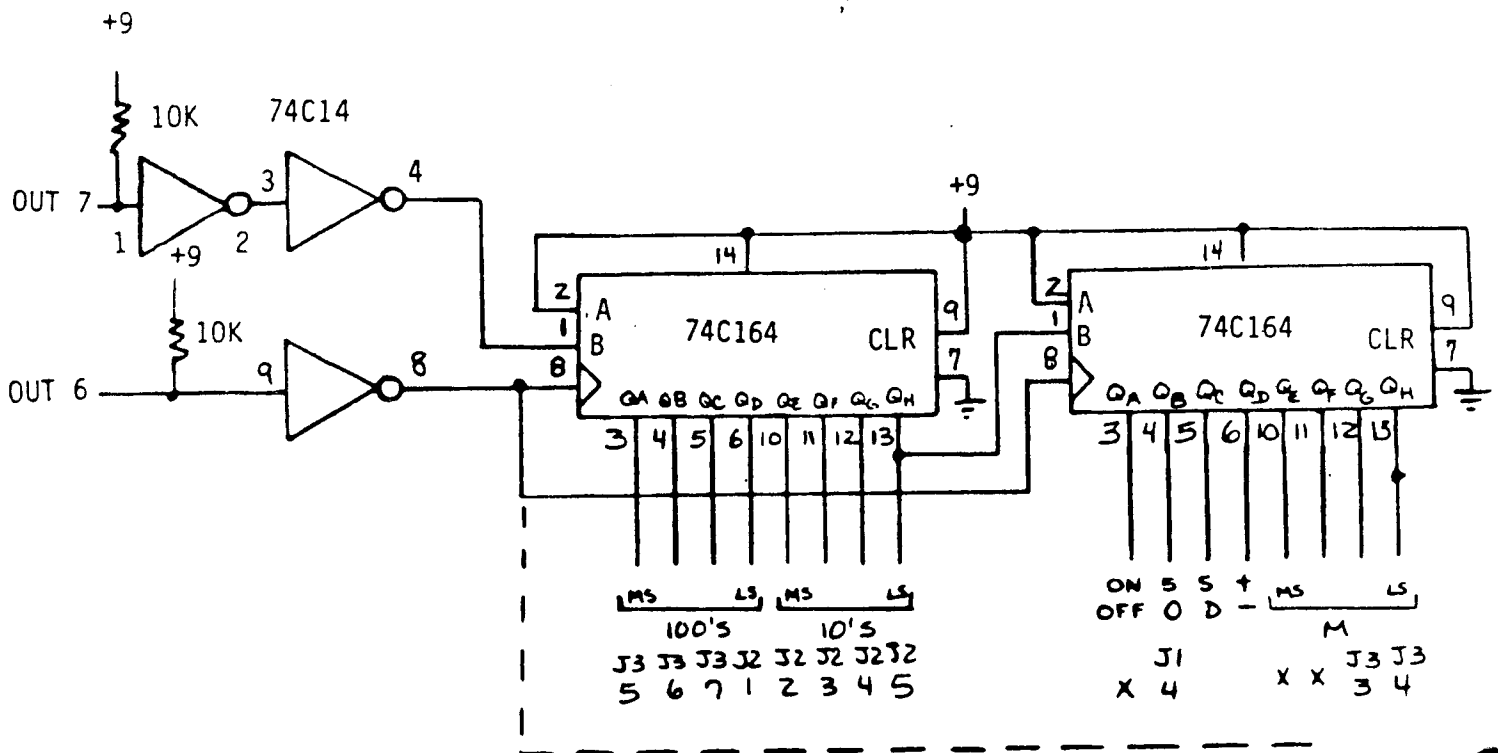 +9
10K 74C14
OUT 7 1 2 3 4
+9
10K
OUT 6 9 8
+9
14
2 A
1 B
8
74C164
CLR
9
7
QA QB QC QD QE QF QG QH
3 4 5 6 10 11 12 13
MS LS MS LS
100'S 10'S
J3 J3 J3 J2 J2 J2 J2 J2
5 6 7 1 2 3 4 5
14
2 A
1 B
8
74C164
CLR
9
7
QA QB QC QD QE QF QG QH
3 4 5 6 10 11 12 13
ON 5 S + MS LS
OFF 0 D - M
J1 J3 J3
X 4 X X 3 4